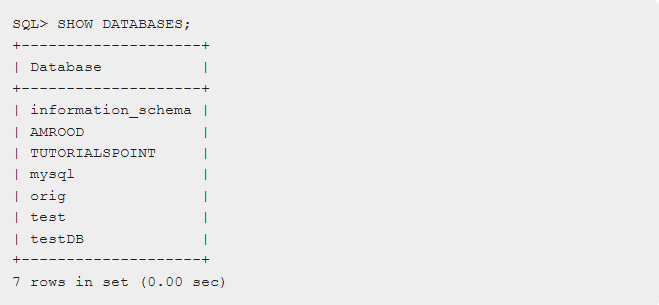 SQL> SHOW DATABASES;
+--------------------+
| Database           |
+--------------------+
| information_schema |
| AMROOD             |
| TUTORIALSPOINT     |
| mysql              |
| orig               |
| test               |
| testDB             |
+--------------------+
7 rows in set (0.00 sec)